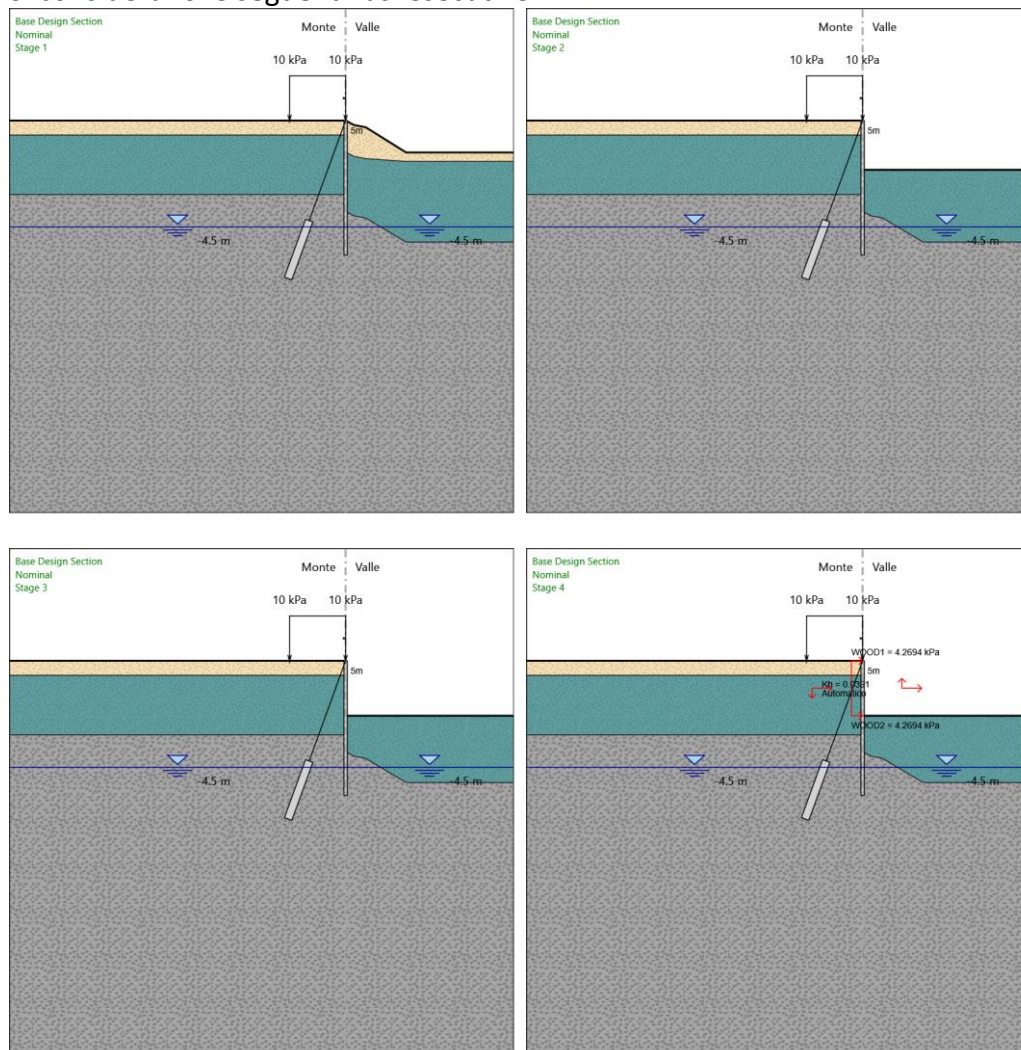 Base Design Section
Nominal
Stage 1
Monte
Valle
10 kPa
10 kPa
5m
-4.5 m
-4.5 m
Base Design Section
Nominal
Stage 2
Monte
Valle
10 kPa
10 kPa
5m
-4.5 m
-4.5 m
Base Design Section
Nominal
Stage 3
Monte
Valle
10 kPa
10 kPa
5m
-4.5 m
-4.5 m
Base Design Section
Nominal
Stage 4
Monte
Valle
10 kPa
10 kPa
WOOD1 = 4.2694 kPa
5m
Kh = 0.0391
Automatico
WOOD2 = 4.2694 kPa
-4.5 m
-4.5 m